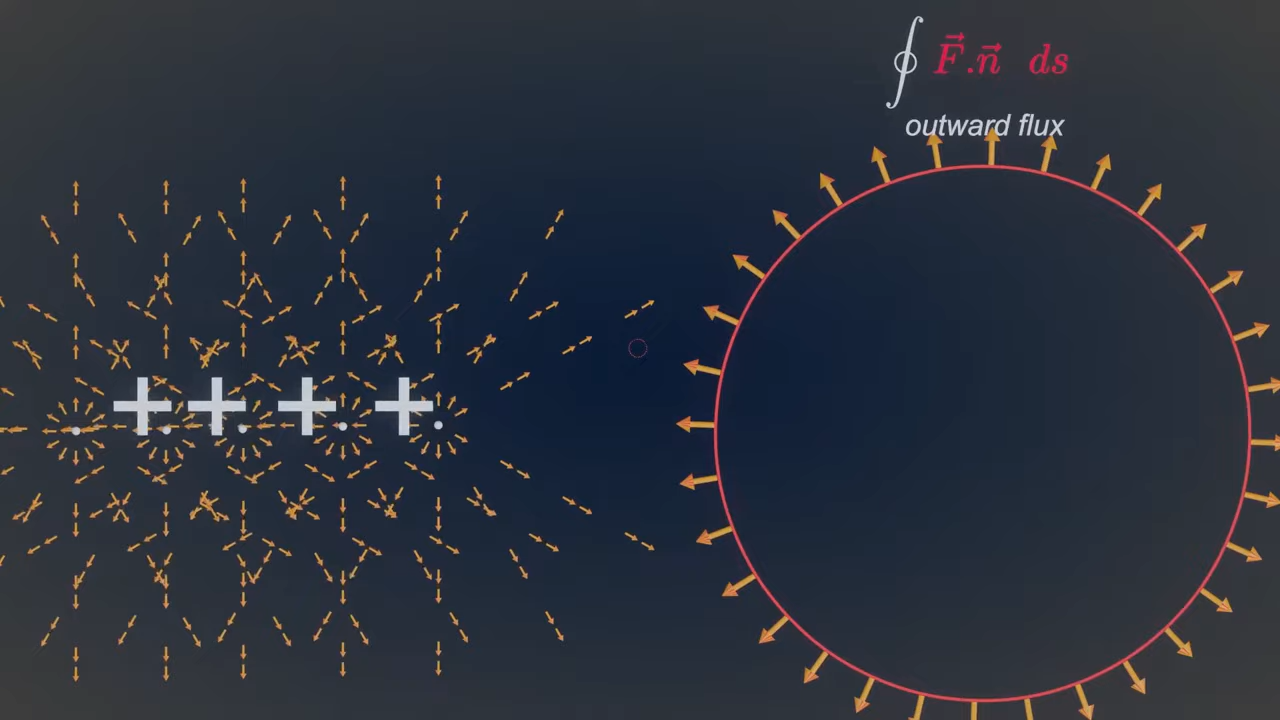 ∮ F⃗.n⃗ ds
outward flux
+ + + +